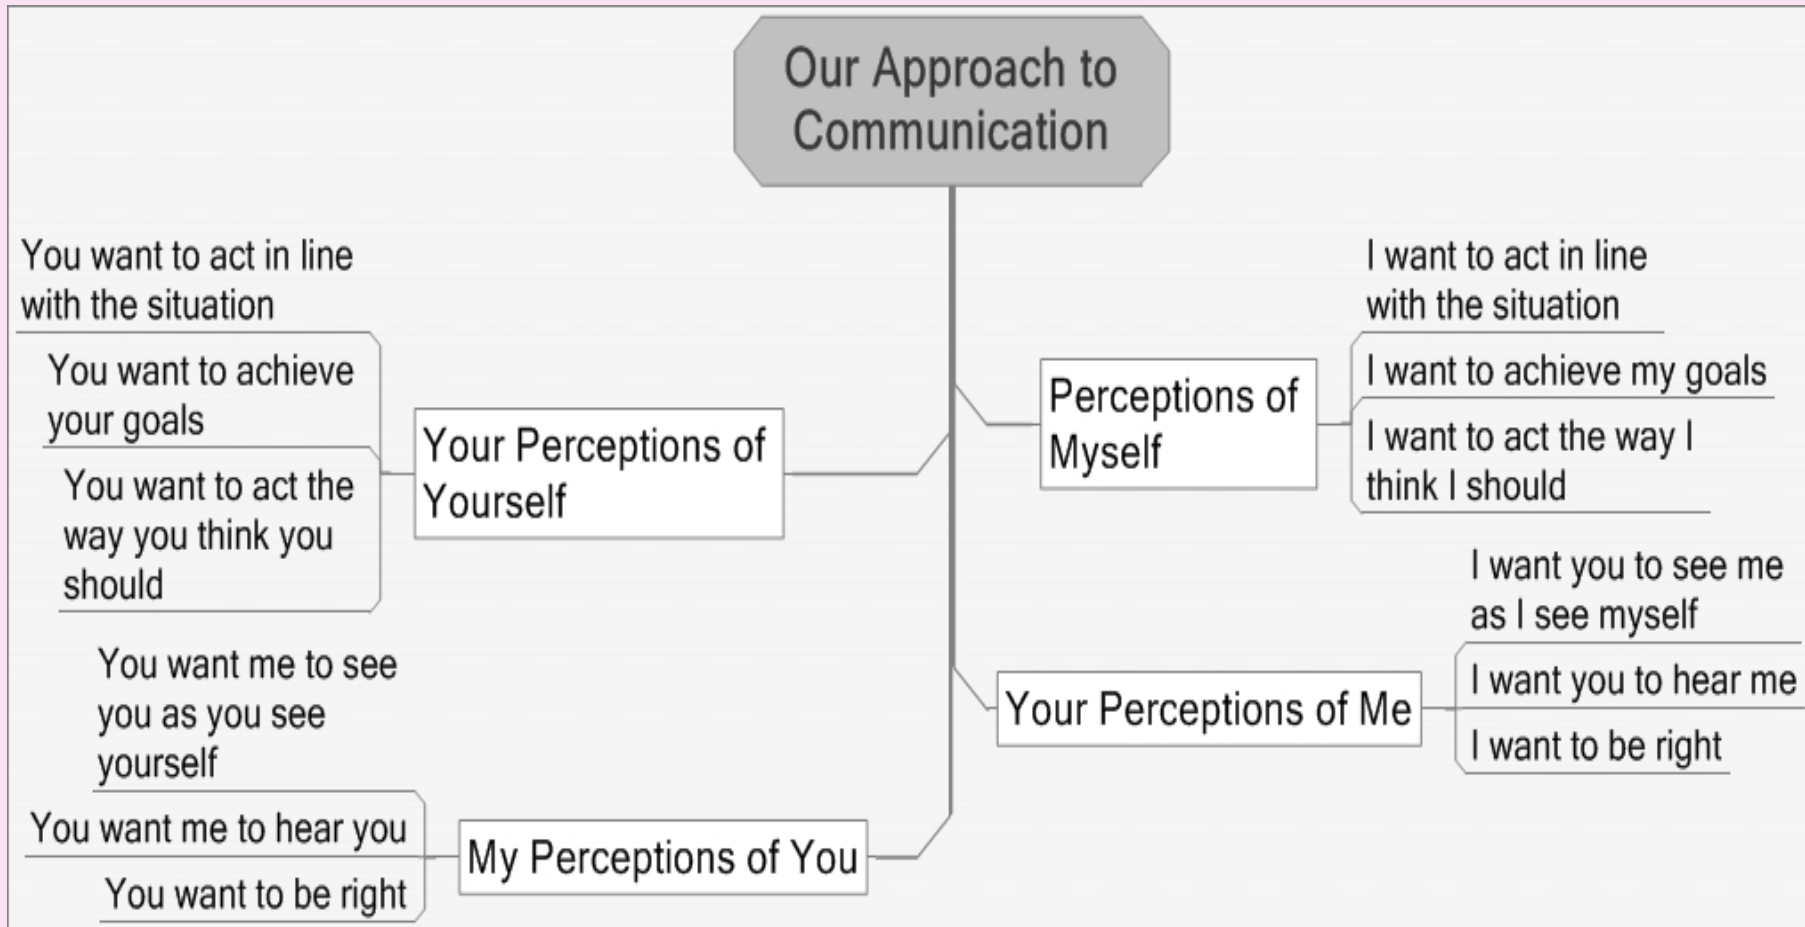 Our Approach to
Communication
You want to act in line
with the situation
You want to achieve
your goals
You want to act the
way you think you
should
Your Perceptions of
Yourself
You want me to see
you as you see
yourself
You want me to hear you
You want to be right
My Perceptions of You
Perceptions of
Myself
I want to act in line
with the situation
I want to achieve my goals
I want to act the way I
think I should
Your Perceptions of Me
I want you to see me
as I see myself
I want you to hear me
I want to be right